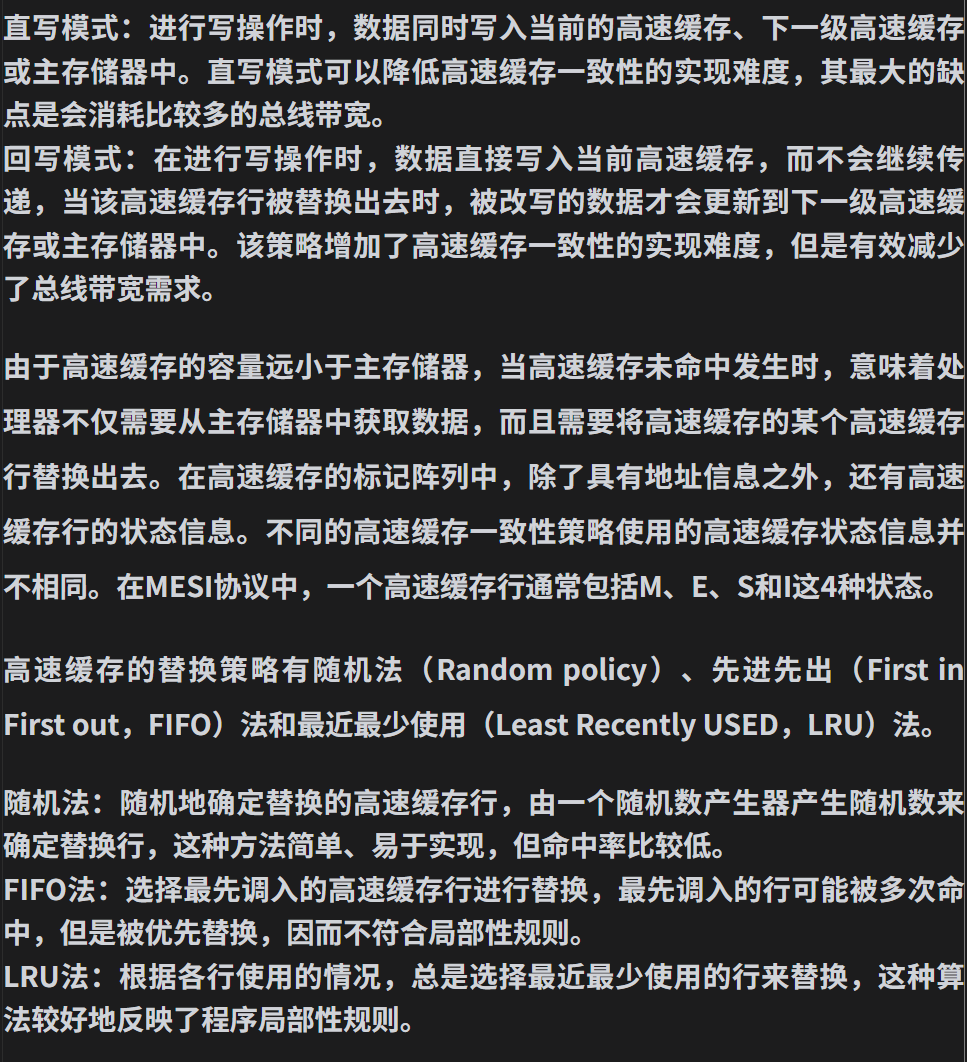 直写模式：进行写操作时，数据同时写入当前的高速缓存、下一级高速缓存
或主存储器中。直写模式可以降低高速缓存一致性的实现难度，其最大的缺
点是会消耗比较多的总线带宽。
回写模式：在进行写操作时，数据直接写入当前高速缓存，而不会继续传
递，当该高速缓存行被替换出去时，被改写的数据才会更新到下一级高速缓
存或主存储器中。该策略增加了高速缓存一致性的实现难度，但是有效减少
了总线带宽需求。
由于高速缓存的容量远小于主存储器，当高速缓存未命中发生时，意味着处
理器不仅需要从主存储器中获取数据，而且需要将高速缓存的某个高速缓存
行替换出去。在高速缓存的标记阵列中，除了具有地址信息之外，还有高速
缓存行的状态信息。不同的高速缓存一致性策略使用的高速缓存状态信息并
不相同。在MESI协议中，一个高速缓存行通常包括M、E、S和I这4种状态。
高速缓存的替换策略有随机法（Random policy）、先进先出（First in
First out，FIFO）法和最近最少使用（Least Recently USED，LRU）法。
随机法：随机地确定替换的高速缓存行，由一个随机数产生器产生随机数来
确定替换行，这种方法简单、易于实现，但命中率比较低。
FIFO法：选择最先调入的高速缓存行进行替换，最先调入的行可能被多次命
中，但是被优先替换，因而不符合局部性规则。
LRU法：根据各行使用的情况，总是选择最近最少使用的行来替换，这种算
法较好地反映了程序局部性规则。